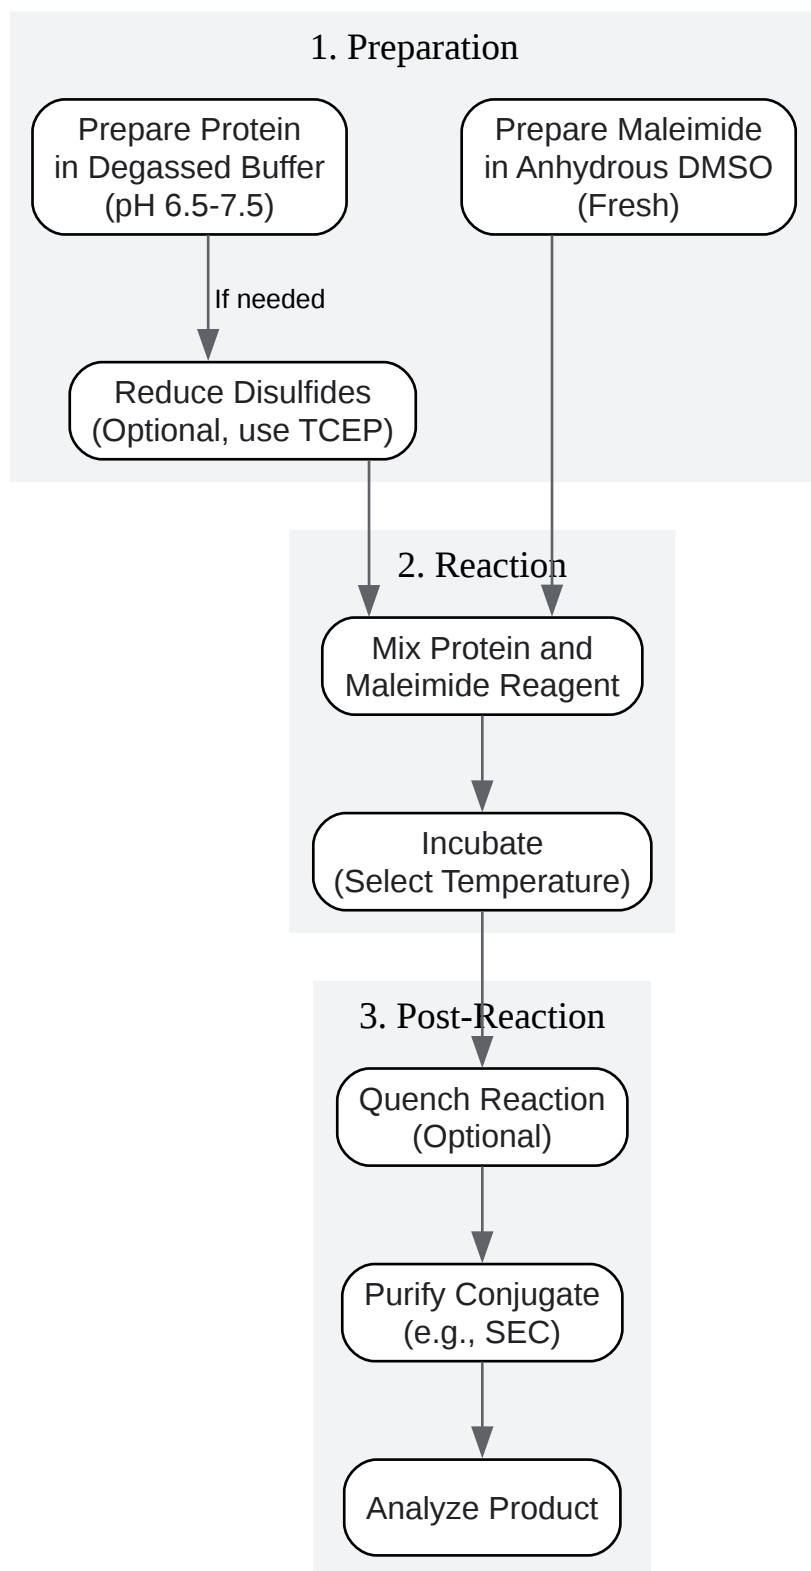 1. Preparation
Prepare Protein
in Degassed Buffer
(pH 6.5-7.5)
Prepare Maleimide
in Anhydrous DMSO
(Fresh)
If needed
Reduce Disulfides
(Optional, use TCEP)
2. Reaction
Mix Protein and
Maleimide Reagent
Incubate
(Select Temperature)
3. Post-Reaction
Quench Reaction
(Optional)
Purify Conjugate
(e.g., SEC)
Analyze Product